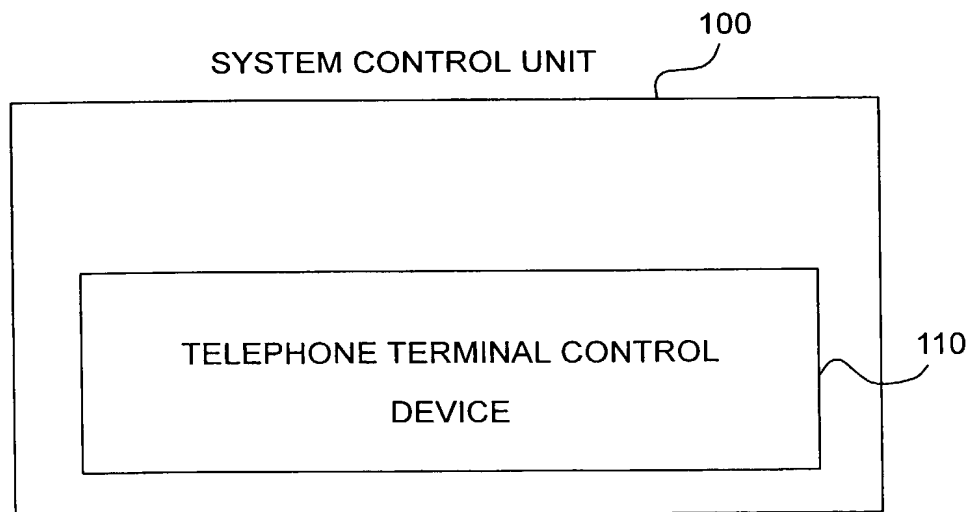 100
SYSTEM CONTROL UNIT
TELEPHONE TERMINAL CONTROL
DEVICE
110